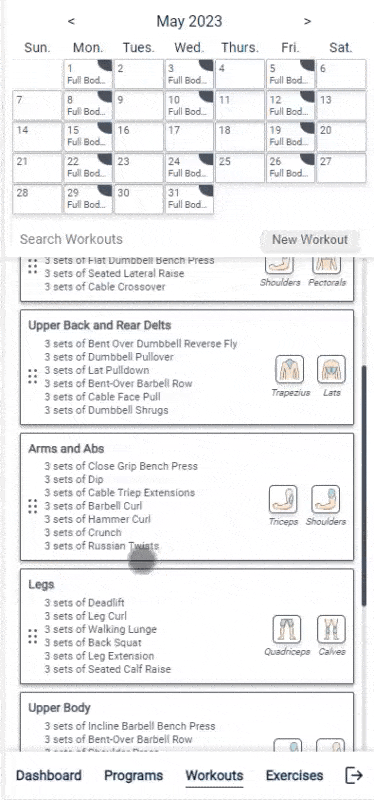 < May 2023 >
Sun. Mon. Tues. Wed. Thurs. Fri. Sat.
1 2 3 4 5 6
Full Bod... Full Bod... Full Bod...
7 8 9 10 11 12 13
Full Bod... Full Bod... Full Bod...
14 15 16 17 18 19 20
Full Bod... Full Bod...
21 22 23 24 25 26 27
Full Bod... Full Bod... Full Bod...
28 29 30 31
Full Bod... Full Bod...
Search Workouts New Workout
3 sets of Flat Dumbbell Bench Press
3 sets of Seated Lateral Raise
3 sets of Cable Crossover
Shoulders Pectorals
Upper Back and Rear Delts
3 sets of Bent Over Dumbbell Reverse Fly
3 sets of Dumbbell Pullover
3 sets of Lat Pulldown
3 sets of Bent-Over Barbell Row
3 sets of Cable Face Pull
3 sets of Dumbbell Shrugs
Trapezius Lats
Arms and Abs
3 sets of Close Grip Bench Press
3 sets of Dip
3 sets of Cable Triep Extensions
3 sets of Barbell Curl
3 sets of Hammer Curl
3 sets of Crunch
3 sets of Russian Twists
Triceps Shoulders
Legs
3 sets of Deadlift
3 sets of Leg Curl
3 sets of Walking Lunge
3 sets of Back Squat
3 sets of Leg Extension
3 sets of Seated Calf Raise
Quadriceps Calves
Upper Body
3 sets of Incline Barbell Bench Press
3 sets of Bent-Over Barbell Row
3 sets of Shoulder Press
Dashboard Programs Workouts Exercises